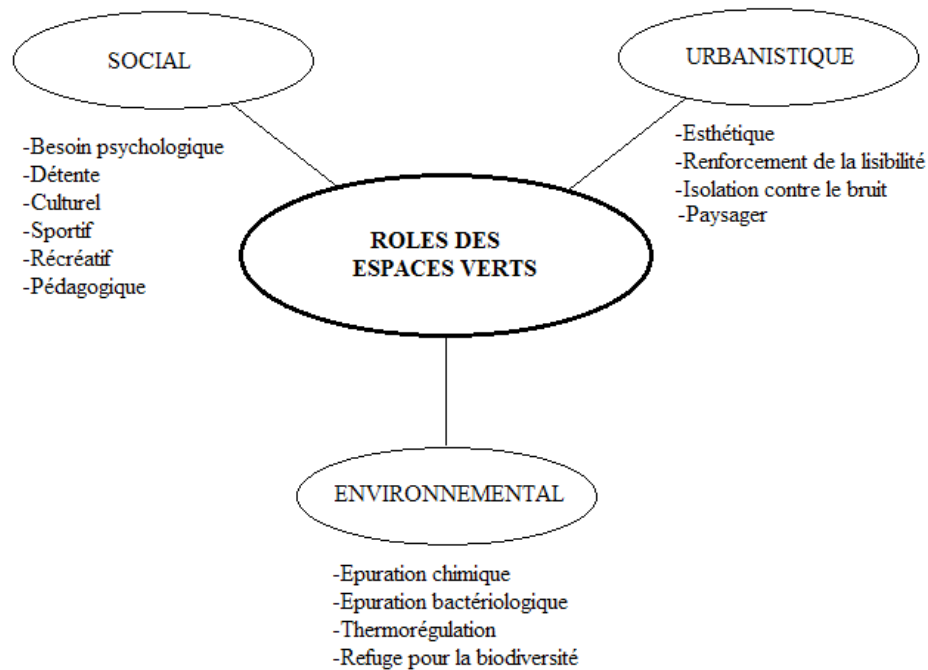 SOCIAL
-Besoin psychologique
-Détente
-Culturel
-Sportif
-Récréatif
-Pédagogique
URBANISTIQUE
-Esthétique
-Renforcement de la lisibilité
-Isolation contre le bruit
-Paysager
ROLES DES
ESPACES VERTS
ENVIRONNEMENTAL
-Epuration chimique
-Epuration bactériologique
-Thermorégulation
-Refuge pour la biodiversité